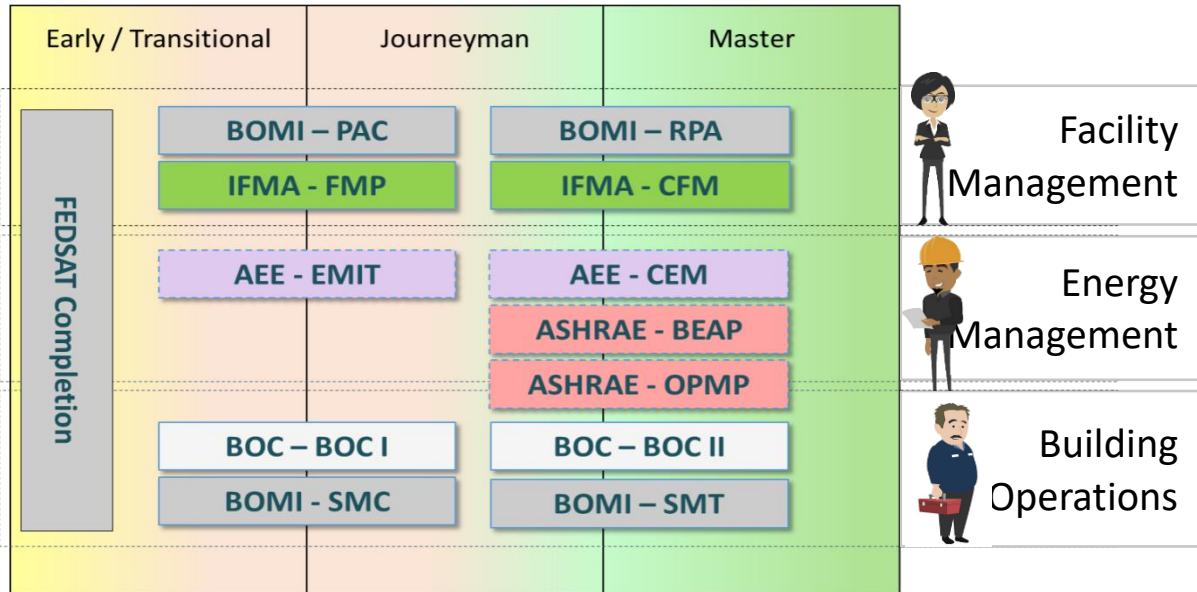 Early / Transitional
Journeyman
Master
FEDSAT Completion
BOMI – PAC
BOMI – RPA
IFMA - FMP
IFMA - CFM
Facility
Management
AEE - EMIT
AEE - CEM
ASHRAE - BEAP
ASHRAE - OPMP
Energy
Management
BOC – BOC I
BOC – BOC II
BOMI - SMC
BOMI – SMT
Building
Operations